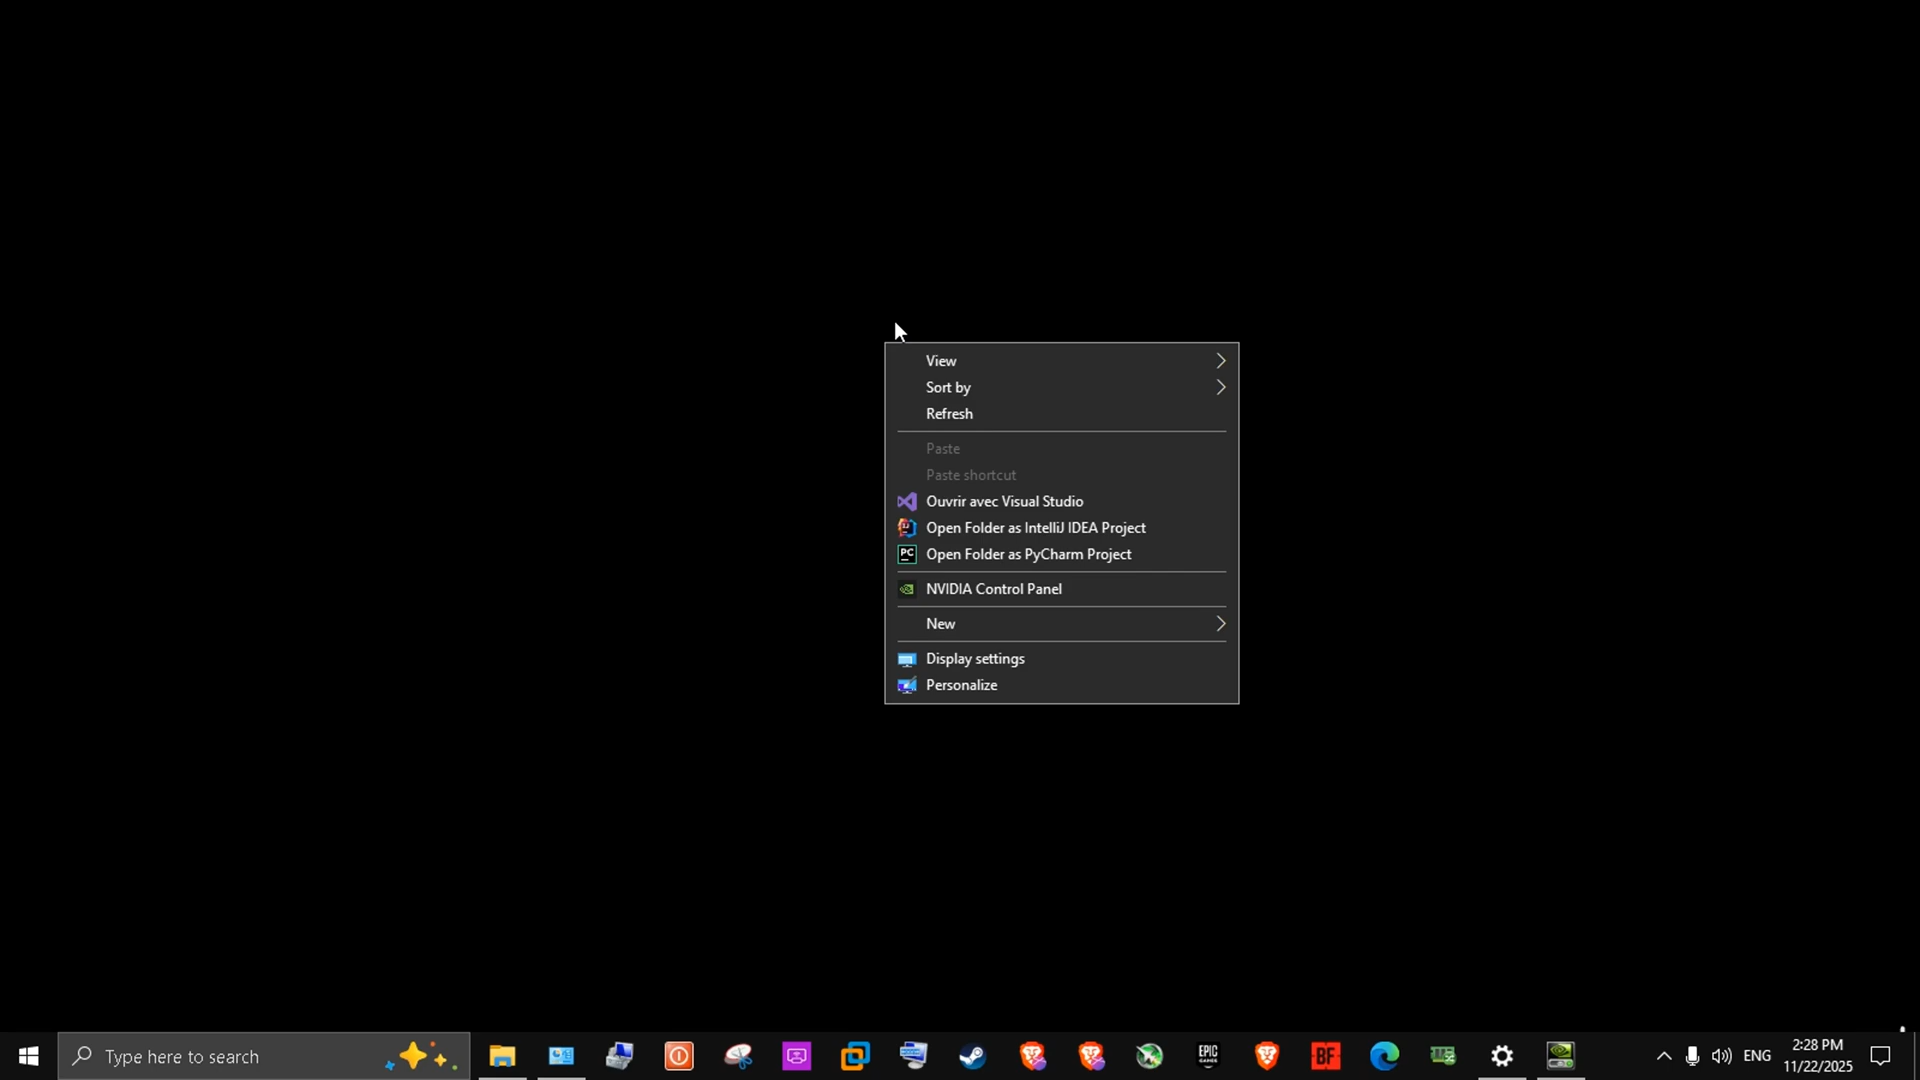 View
Sort by
Refresh
Paste
Paste shortcut
Ouvrir avec Visual Studio
Open Folder as IntelliJ IDEA Project
PC
Open Folder as PyCharm Project
NVIDIA Control Panel
New
Display settings
Personalize
Type here to search
EPIC
GAMES
BF
ENG
2:28 PM
11/22/2025